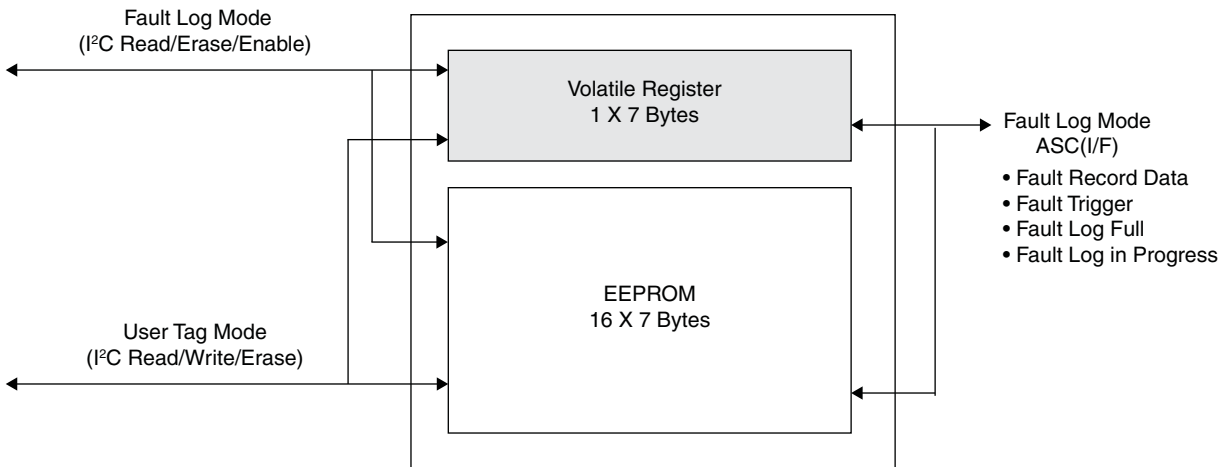 Fault Log Mode
(I²C Read/Erase/Enable)
Volatile Register
1 X 7 Bytes
Fault Log Mode
ASC(I/F)
• Fault Record Data
• Fault Trigger
• Fault Log Full
• Fault Log in Progress
EEPROM
16 X 7 Bytes
User Tag Mode
(I²C Read/Write/Erase)